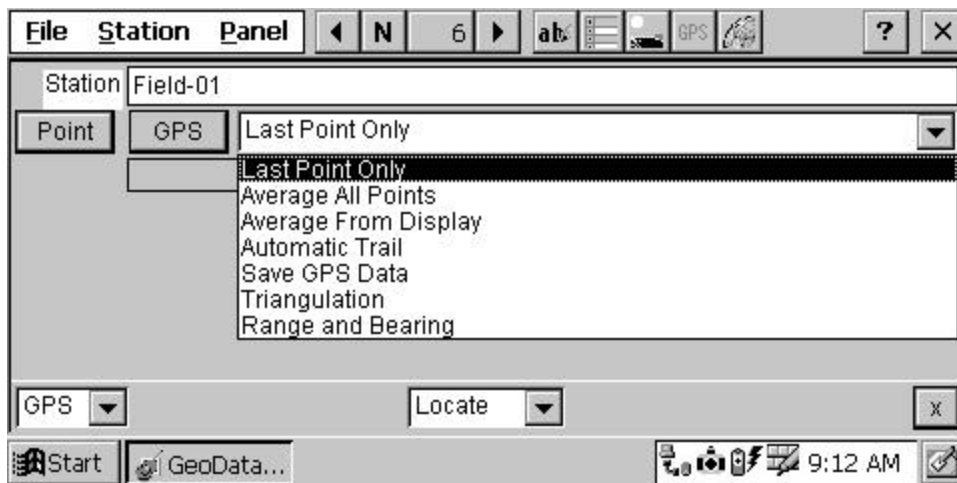 File Station Panel N 6 ab GPS ? ×
Station Field-01
Point GPS Last Point Only
Last Point Only
Average All Points
Average From Display
Automatic Trail
Save GPS Data
Triangulation
Range and Bearing
GPS Locate x
Start GeoData... 9:12 AM